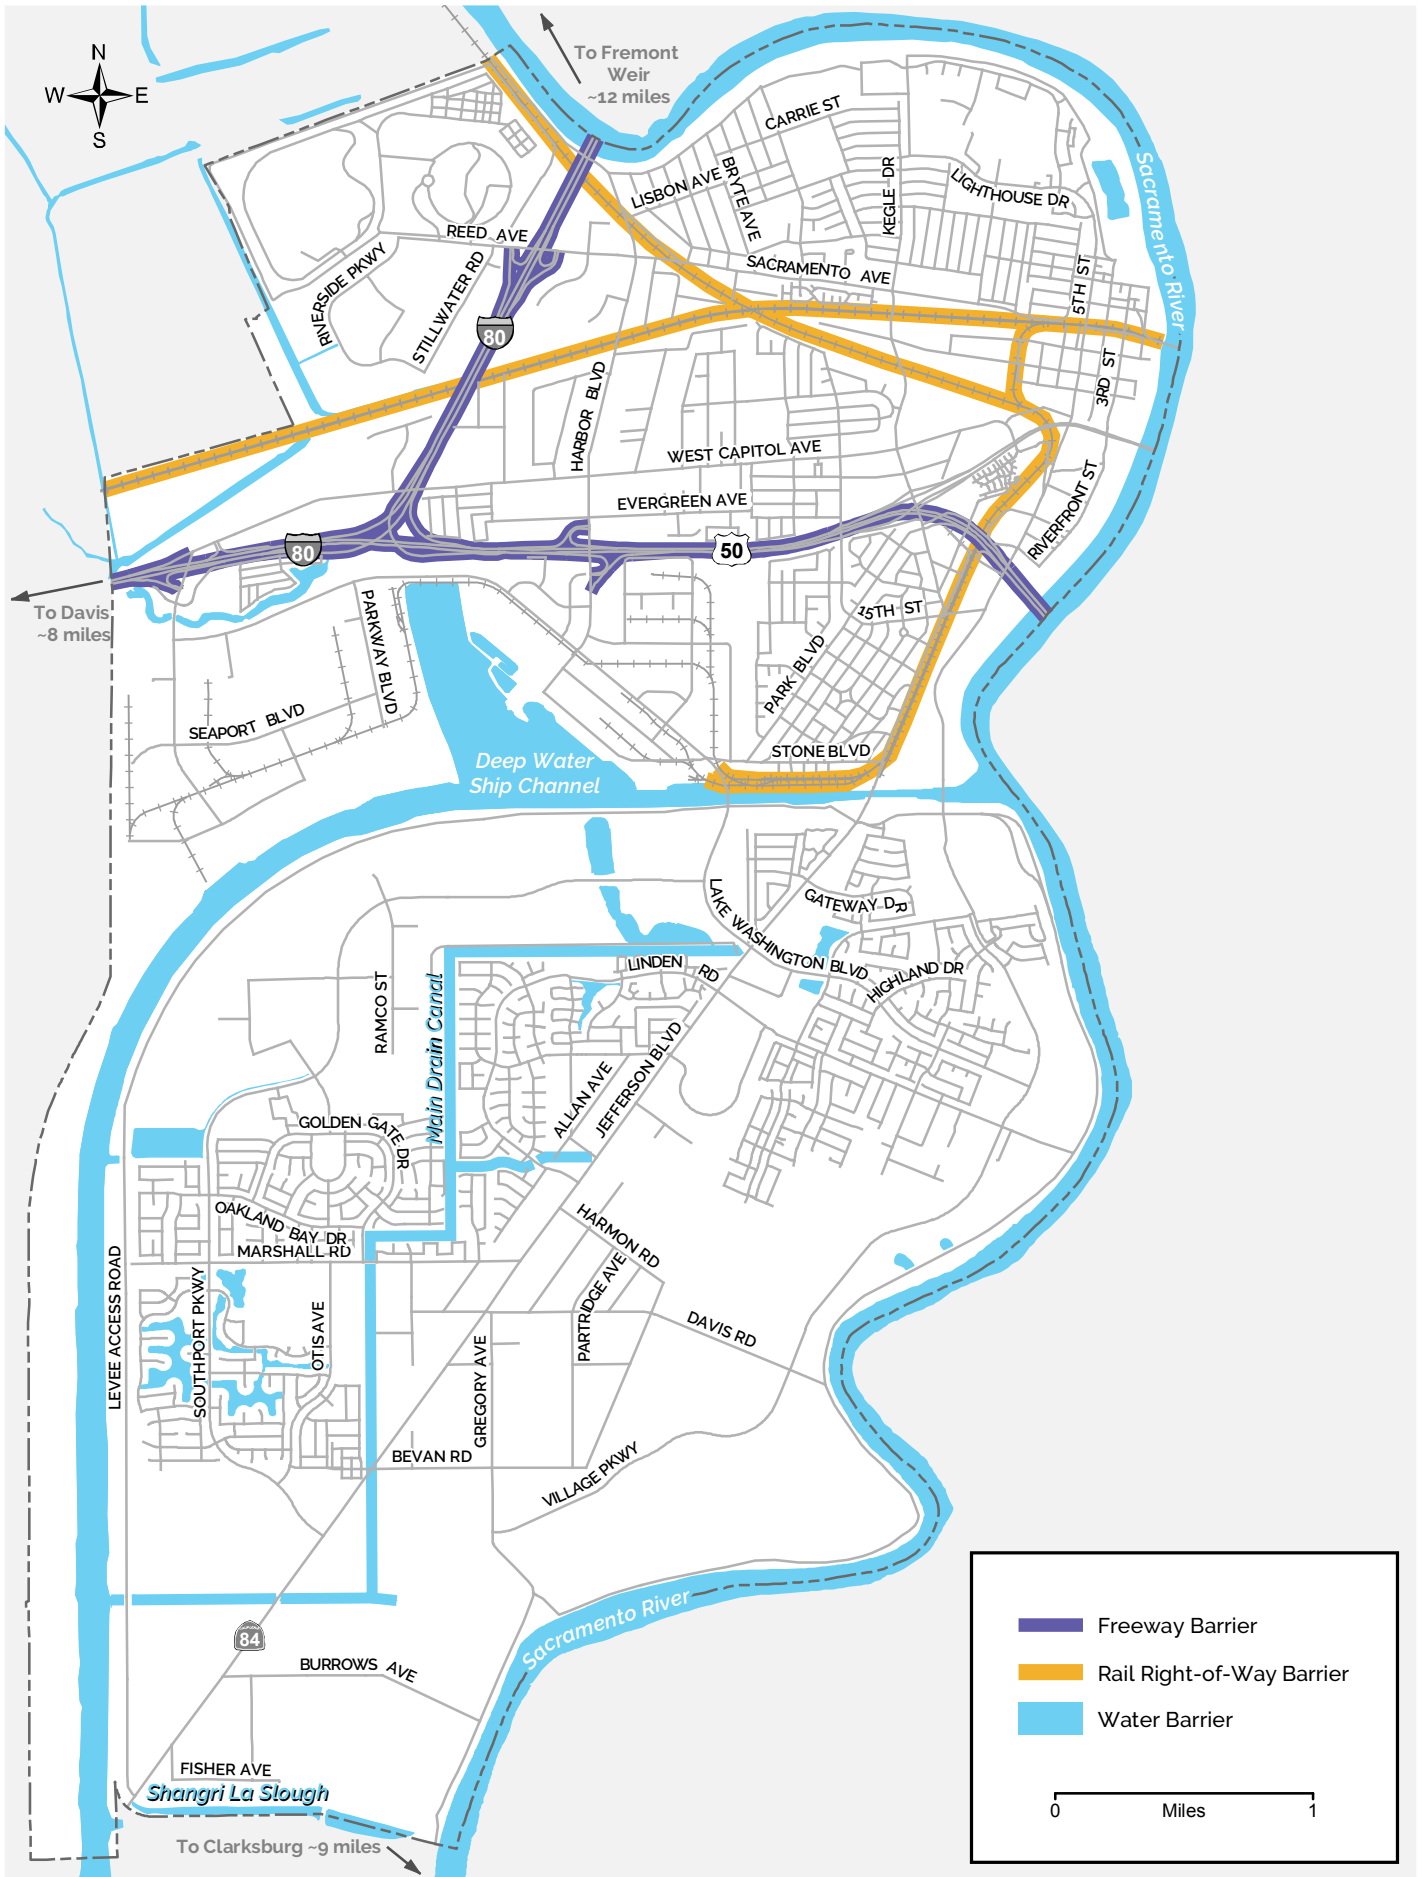 N
W E
S
To Fremont
Weir
~12 miles
CARRIE ST
LISBON AVE
BRYTE AVE
KEGLE DR
LIGHTHOUSE DR
Sacramento River
REED AVE
RIVERSIDE PKWY
STILLWATER RD
SACRAMENTO AVE
5TH ST
80
3RD ST
HARBOR BLVD
WEST CAPITOL AVE
EVERGREEN AVE
RIVERFRONT ST
80
50
To Davis
~8 miles
PARKWAY BLVD
15TH ST
PARK BLVD
SEAPORT BLVD
STONE BLVD
Deep Water
Ship Channel
LAKE WASHINGTON BLVD
GATEWAY DR
LINDEN RD
HIGHLAND DR
RAMCO ST
Main Drain Canal
JEFFERSON BLVD
ALLAN AVE
GOLDEN GATE DR
OAKLAND BAY DR
MARSHALL RD
HARMON RD
LEVEE ACCESS ROAD
SOUTHPORT PKWY
OTIS AVE
PARTRIDGE AVE
DAVIS RD
GREGORY AVE
BEVAN RD
VILLAGE PKWY
Sacramento River
84
BURROWS AVE
FISHER AVE
Shangri La Slough
To Clarksburg ~9 miles
Freeway Barrier
Rail Right-of-Way Barrier
Water Barrier
0 Miles 1